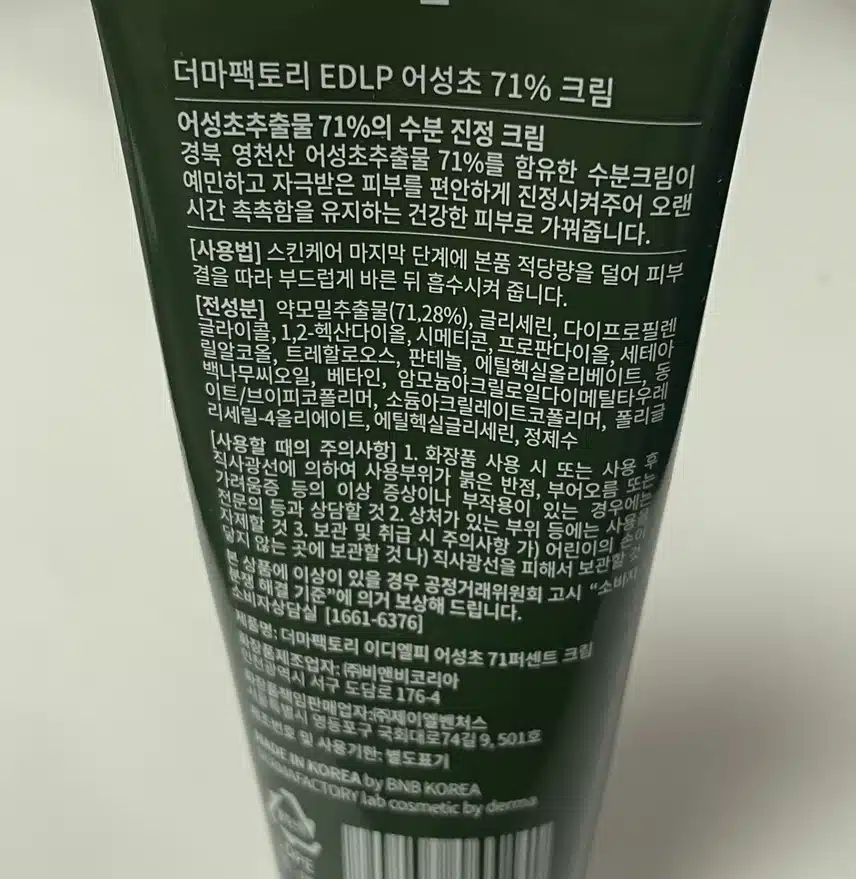 더마팩토리 EDLP 어성초 71% 크림
어성초추출물 71%의 수분 진정 크림
경북 영천산 어성초추출물 71%를 함유한 수분크림이
예민하고 자극받은 피부를 편안하게 진정시켜주어 오랜
시간 촉촉함을 유지하는 건강한 피부로 가꿔줍니다.
[사용법] 스킨케어 마지막 단계에 본품 적당량을 덜어 피부
결을 따라 부드럽게 바른 뒤 흡수시켜 줍니다.
[전성분] 약모밀추출물(71.28%), 글리세린, 다이프로필렌
글라이콜, 1,2-헥산다이올, 시메티콘, 프로판다이올, 세테아
릴알코올, 트레할로오스, 판테놀, 에틸헥실올리베이트, 동
백나무씨오일, 베타인, 암모늄아크릴로일다이메틸타우레
이트/브이피코폴리머, 소듐아크릴레이트코폴리머, 폴리글
리세릴-4올리에이트, 에틸헥실글리세린, 정제수
[사용할 때의 주의사항] 1. 화장품 사용 시 또는 사용 후
직사광선에 의하여 사용부위가 붉은 반점, 부어오름 또는
가려움증 등의 이상 증상이나 부작용이 있는 경우에는
전문의 등과 상담할 것 2. 상처가 있는 부위 등에는 사용을
자제할 것 3. 보관 및 취급 시 주의사항 가) 어린이의 손이
닿지 않는 곳에 보관할 것 나) 직사광선을 피해서 보관할 것
본 상품에 이상이 있을 경우 공정거래위원회 고시 “소비자
분쟁 해결 기준”에 의거 보상해 드립니다.
소비자상담실 [1661-6376]
제품명: 더마팩토리 이디엘피 어성초 71퍼센트 크림
화장품제조업자: ㈜비앤비코리아
인천광역시 서구 도담로 176-4
화장품책임판매업자:㈜제이엘벤처스
서울특별시 영등포구 국회대로74길 9, 501호
제조번호 및 사용기한: 별도표기
MADE IN KOREA by BNB KOREA
DERMAFACTORY lab cosmetic by derma